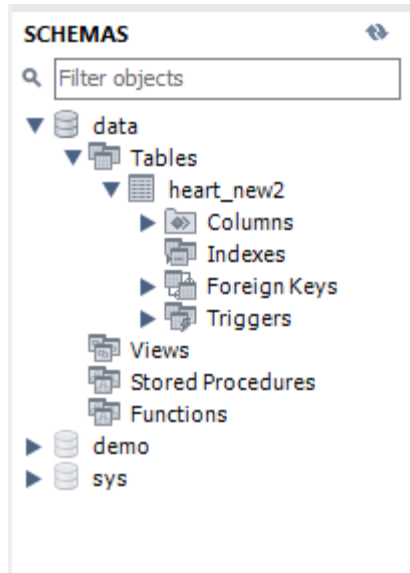 SCHEMAS
Filter objects
data
Tables
heart_new2
Columns
Indexes
Foreign Keys
Triggers
Views
Stored Procedures
Functions
demo
sys